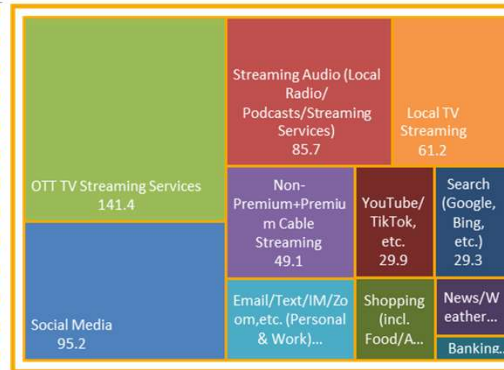 OTT TV Streaming Services
141.4
Social Media
95.2
Streaming Audio (Local
Radio/
Podcasts/Streaming
Services)
85.7
Local TV
Streaming
61.2
Non-
Premium+Premiu
m Cable
Streaming
49.1
YouTube/
TikTok,
etc.
29.9
Search
(Google,
Bing,
etc.)
29.3
Email/Text/IM/Zo
om,etc. (Personal
& Work)...
Shopping
(incl.
Food/A...
News/W
eather...
Banking...